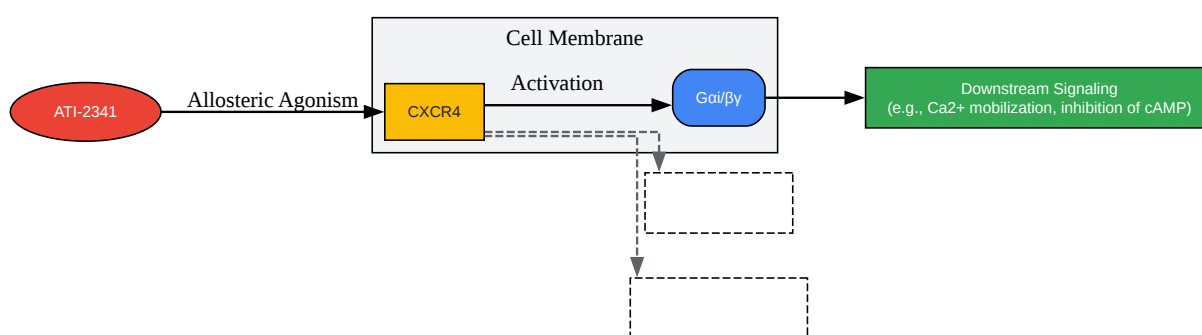 Cell Membrane
ATI-2341
Allosteric Agonism
CXCR4
Activation
Gαi/βγ
Downstream Signaling
(e.g., Ca2+ mobilization, inhibition of cAMP)